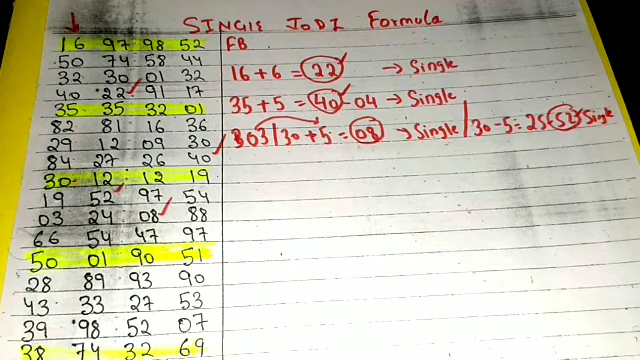 SINGLE JODI Formula
16 97 98 52 FB
50 74 58 44
32 30 01 32 16+6=22 → Single
40 22 91 17
35 35 32 01 35+5=40-04 → Single
82 81 16 36
29 12 09 30 303/30+5=08 → Single/30-5=25(52) Single
84 27 26 40
30 12 12 19
19 52 97 54
03 24 08 88
66 54 47 97
50 01 90 51
28 89 93 90
43 33 27 53
39 98 52 07
38 74 32 69